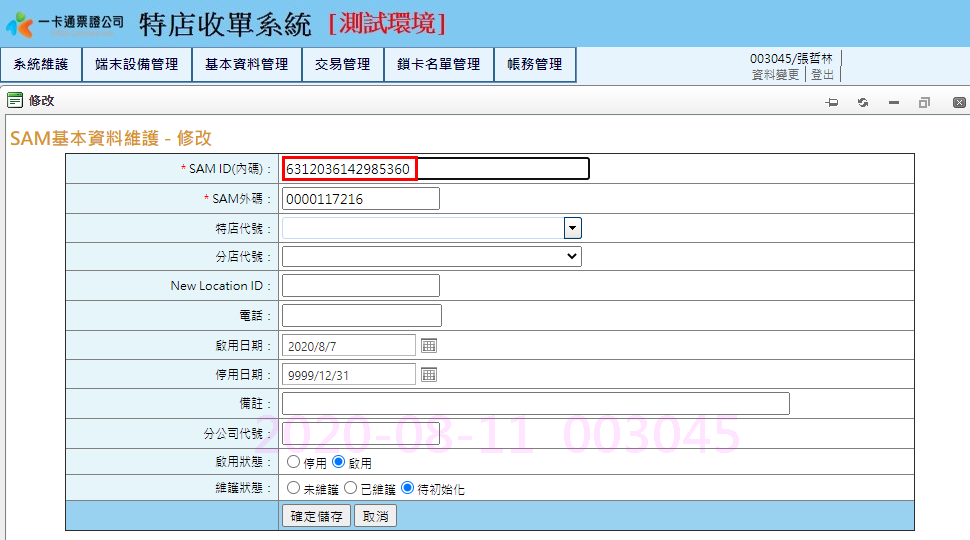 一卡通票證公司 特店收單系統 [測試環境]
系統維護 端末設備管理 基本資料管理 交易管理 鎖卡名單管理 帳務管理
003045/張哲林
資料變更 登出
修改
SAM基本資料維護 - 修改
* SAM ID(內碼)： 6312036142985360
* SAM外碼： 0000117216
特店代號：
分店代號：
New Location ID：
電話：
啟用日期： 2020/8/7
停用日期： 9999/12/31
備註：
2020-08-11 003045
分公司代號：
啟用狀態： 停用 啟用
維護狀態： 未維護 已維護 待初始化
確定儲存 取消